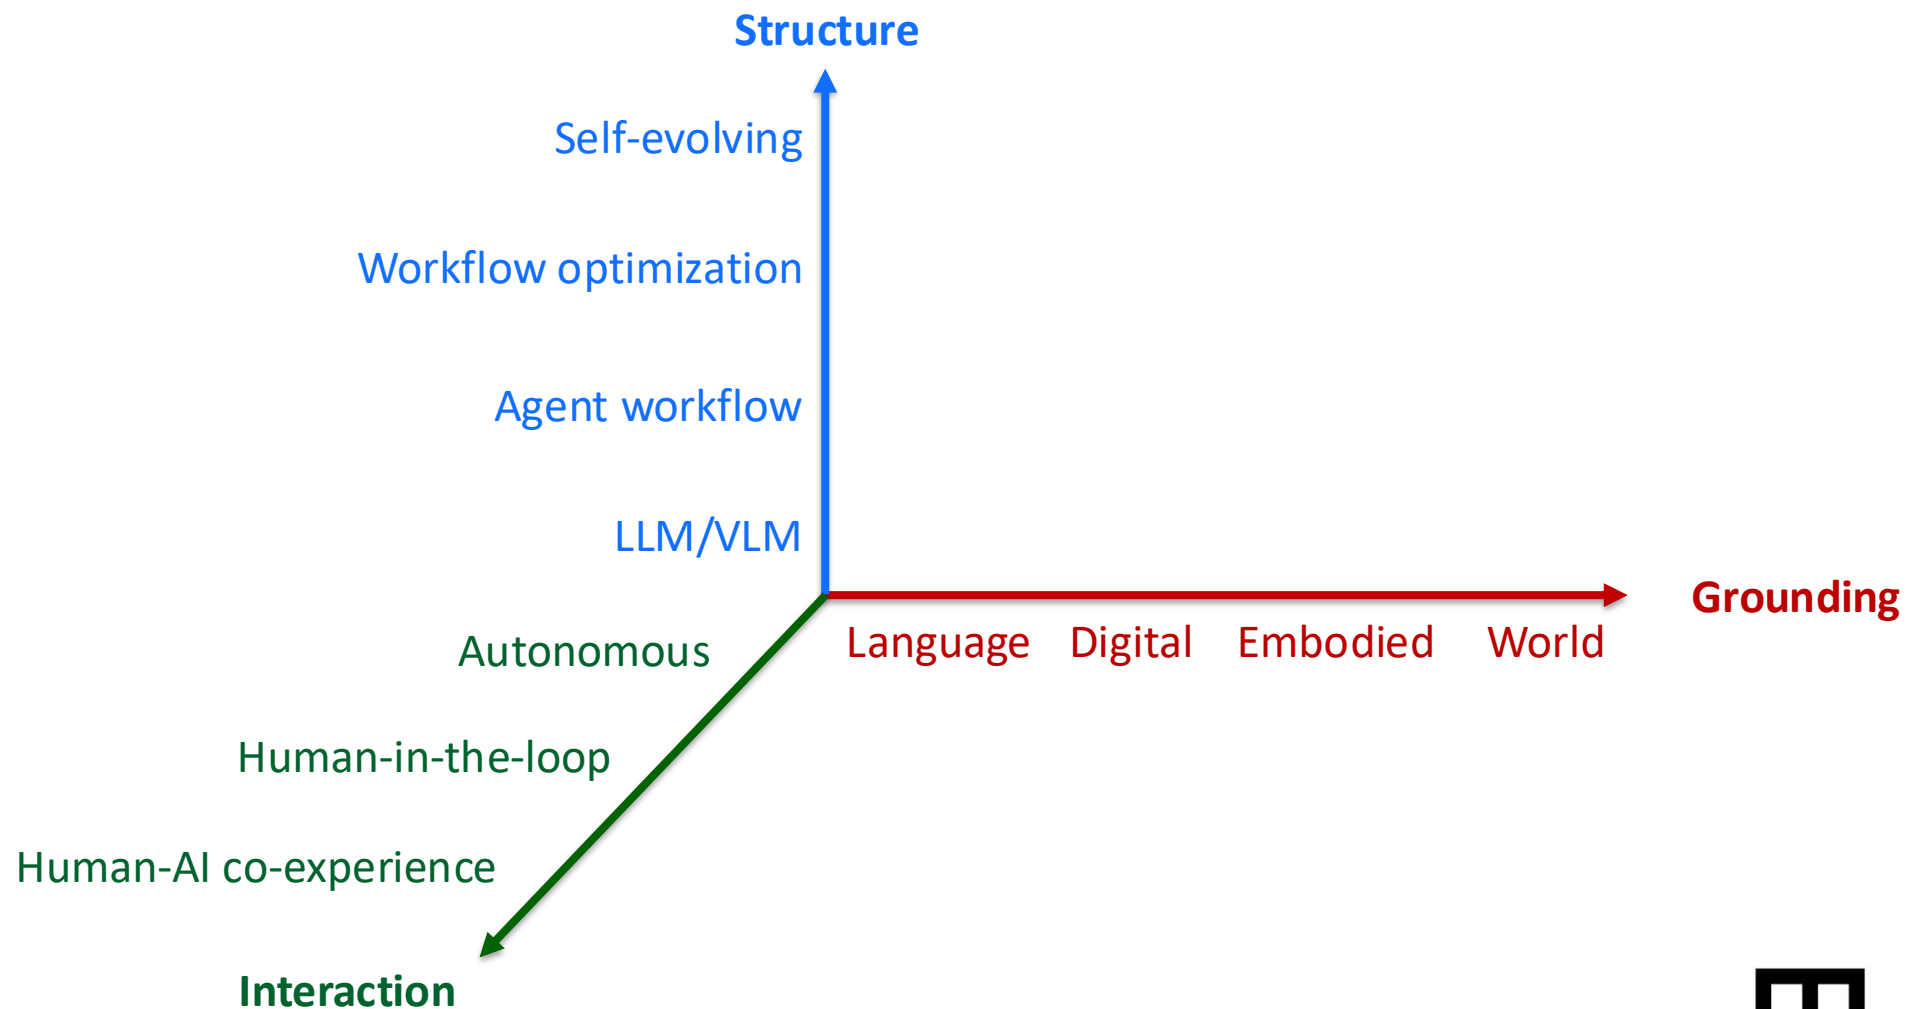 Structure
Self-evolving
Workflow optimization
Agent workflow
LLM/VLM
Grounding
Language Digital Embodied World
Autonomous
Human-in-the-loop
Human-AI co-experience
Interaction